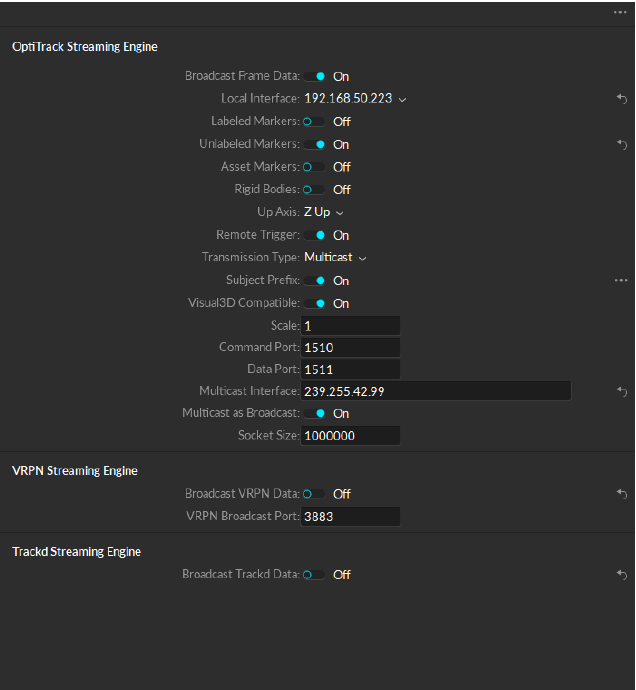 OptiTrack Streaming Engine
Broadcast Frame Data: On
Local Interface: 192.168.50.223
Labeled Markers: Off
Unlabeled Markers: On
Asset Markers: Off
Rigid Bodies: Off
Up Axis: Z Up
Remote Trigger: On
Transmission Type: Multicast
Subject Prefix: On
Visual3D Compatible: On
Scale: 1
Command Port: 1510
Data Port: 1511
Multicast Interface: 239.255.42.99
Multicast as Broadcast: On
Socket Size: 1000000
VRPN Streaming Engine
Broadcast VRPN Data: Off
VRPN Broadcast Port: 3883
Trackd Streaming Engine
Broadcast Trackd Data: Off